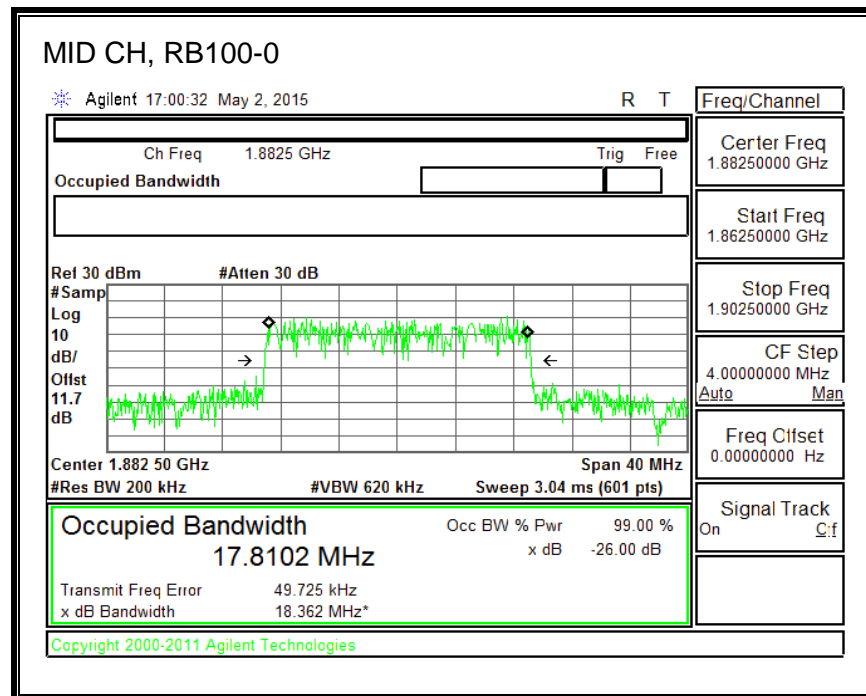 MID CH, RB100-0
Agilent 17:00:32 May 2, 2015 R T
Freq/Channel
Ch Freq 1.8825 GHz Trig Free
Occupied Bandwidth
Center Freq
1.88250000 GHz
Start Freq
1.86250000 GHz
Stop Freq
1.90250000 GHz
CF Step
4.00000000 MHz
Auto Man
Freq Offset
0.00000000 Hz
Signal Track
On Off
Ref 30 dBm #Atten 30 dB
#Samp
Log
10
dB/
Offst
11.7
dB
Center 1.882 50 GHz Span 40 MHz
#Res BW 200 kHz #VBW 620 kHz Sweep 3.04 ms (601 pts)
Occupied Bandwidth
17.8102 MHz
Occ BW % Pwr 99.00 %
x dB -26.00 dB
Transmit Freq Error 49.725 kHz
x dB Bandwidth 18.362 MHz*
Copyright 2000-2011 Agilent Technologies